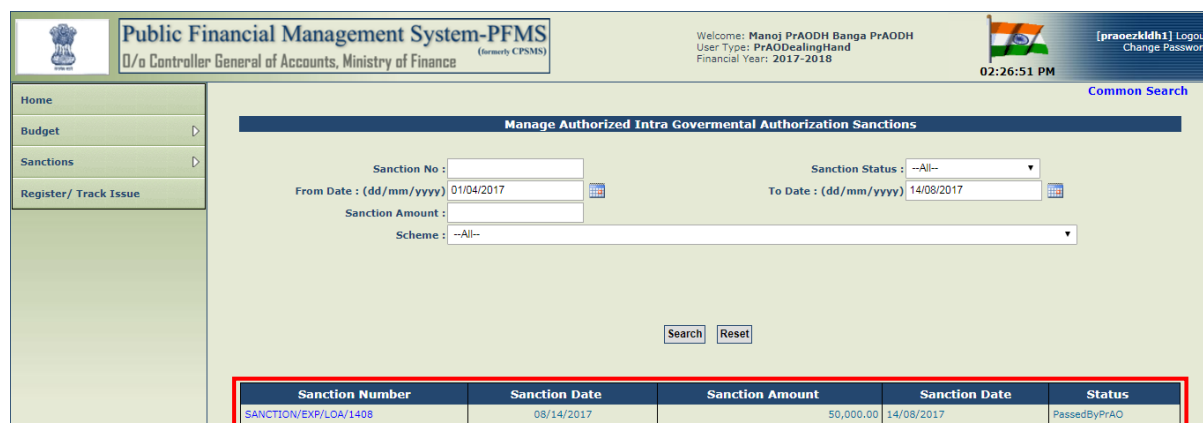 Public Financial Management System-PFMS
(formerly CPSMS)
O/o Controller General of Accounts, Ministry of Finance
Welcome: Manoj PrAODH Banga PrAODH
User Type: PrAODealingHand
Financial Year: 2017-2018
02:26:51 PM
[praoezkldh1] Logou
Change Passwor
Common Search
Home
Budget
Sanctions
Register/ Track Issue
Manage Authorized Intra Govermental Authorization Sanctions
Sanction No :
Sanction Status : --All--
From Date : (dd/mm/yyyy) 01/04/2017
To Date : (dd/mm/yyyy) 14/08/2017
Sanction Amount :
Scheme : --All--
Search Reset
Sanction Number Sanction Date Sanction Amount Sanction Date Status
SANCTION/EXP/LOA/1408 08/14/2017 50,000.00 14/08/2017 PassedByPrAO